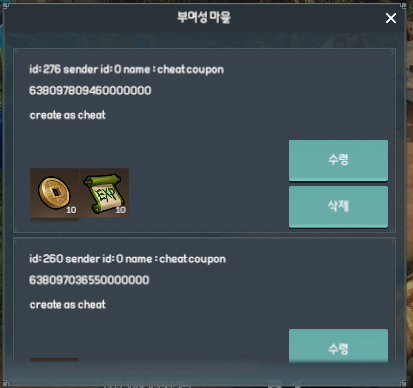 부여성 마을
id: 276 sender id: 0 name : cheat coupon
638097809460000000
create as cheat
수령
10
EXP
10
삭제
id: 260 sender id: 0 name : cheat coupon
638097036550000000
create as cheat
수령